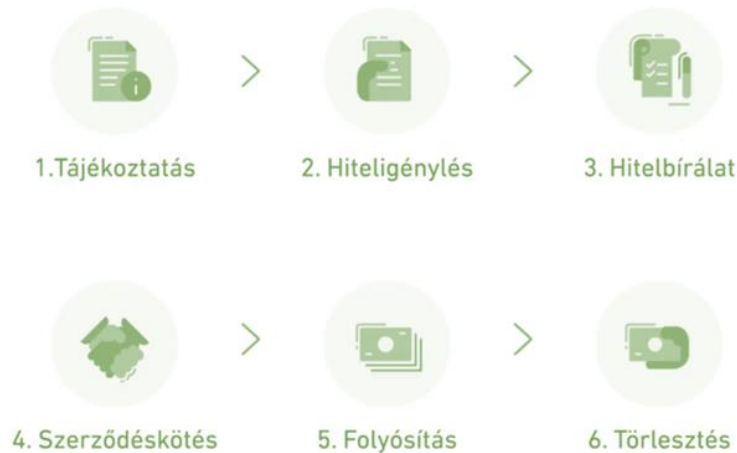 1.Tájékoztatás
2. Hiteligénylés
3. Hitelbírálat
4. Szerződéskötés
5. Folyósítás
6. Törlesztés